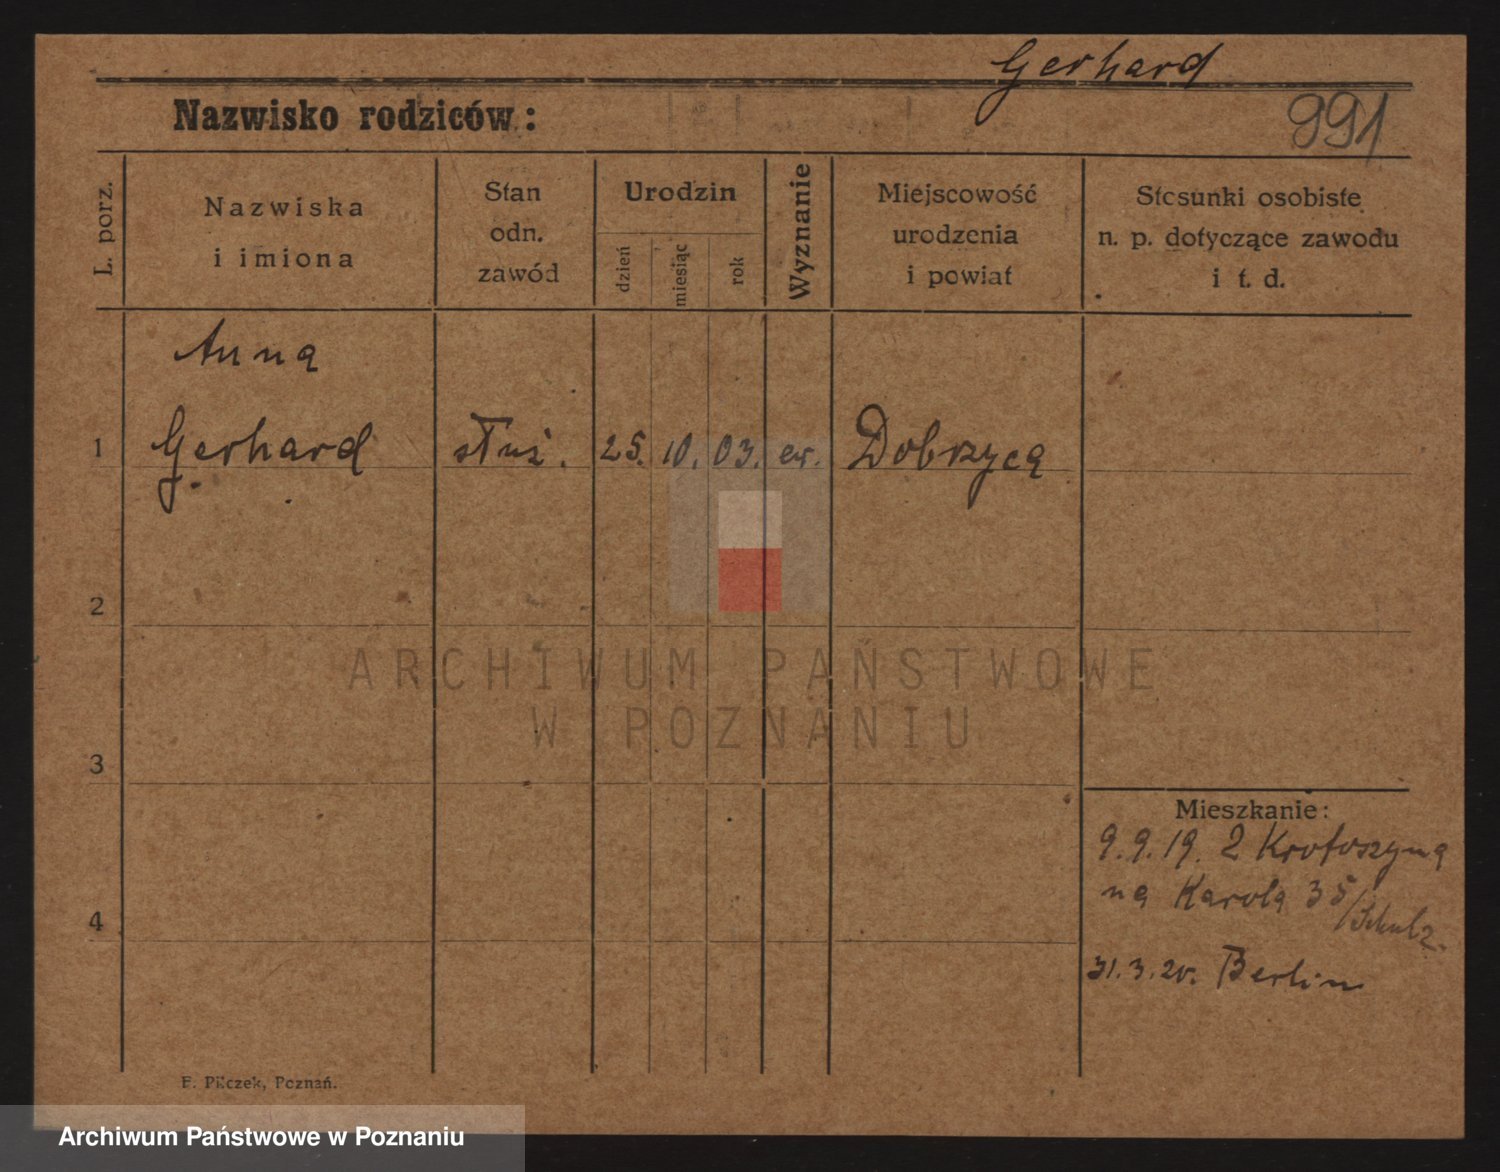 Gerhard
Nazwisko rodziców:
991
L. porz.
Nazwiska
i imiona
Stan
odn.
zawód
Urodzin
dzień
miesiąc
rok
Wyznanie
Miejscowość
urodzenia
i powiat
Stosunki osobiste
n. p. dotyczące zawodu
i t. d.
Anna
1 Gerhard służ. 25. 10. 03. ew. Dobrzyca
2
3
4
Mieszkanie:
9. 9. 19. z Krotoszyna
na Karola 35/Schulz.
31. 3. 20. Berlin
F. Pilczek, Poznań.
ARCHIWUM PAŃSTWOWE
W POZNANIU
Archiwum Państwowe w Poznaniu